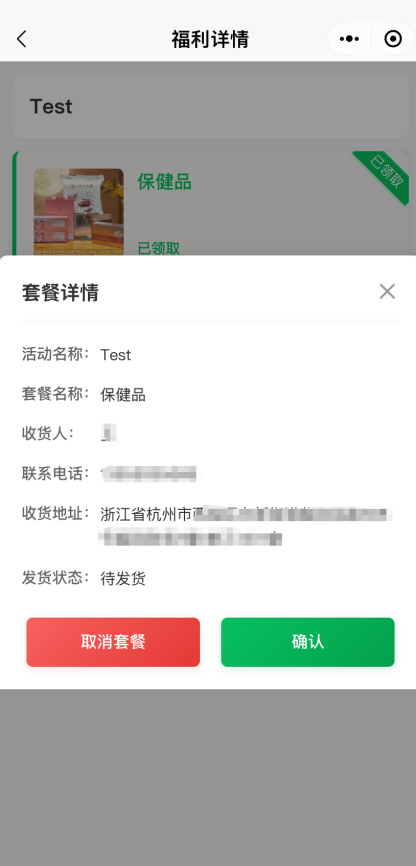 福利详情
Test
保健品
已领取
已领取
套餐详情
活动名称： Test
套餐名称： 保健品
收货人：
联系电话：
收货地址： 浙江省杭州市
发货状态： 待发货
取消套餐
确认